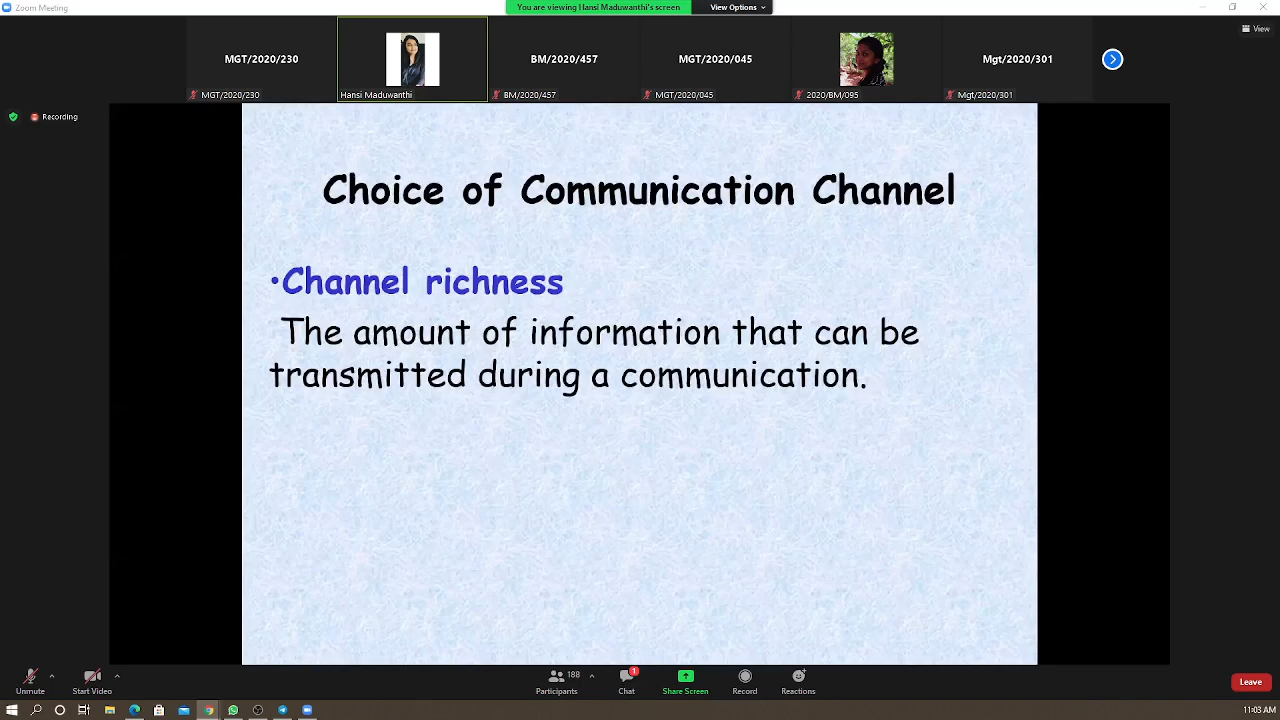 Zoom Meeting
You are viewing Hansi Maduwanthi's screen
View Options
View
MGT/2020/230
BM/2020/457
MGT/2020/045
Mgt/2020/301
MGT/2020/230
Hansi Maduwanthi
BM/2020/457
MGT/2020/045
2020/BM/095
Mgt/2020/301
Recording
Choice of Communication Channel
•Channel richness
The amount of information that can be
transmitted during a communication.
188
1
Unmute
Start Video
Participants
Chat
Share Screen
Record
Reactions
Leave
11:03 AM